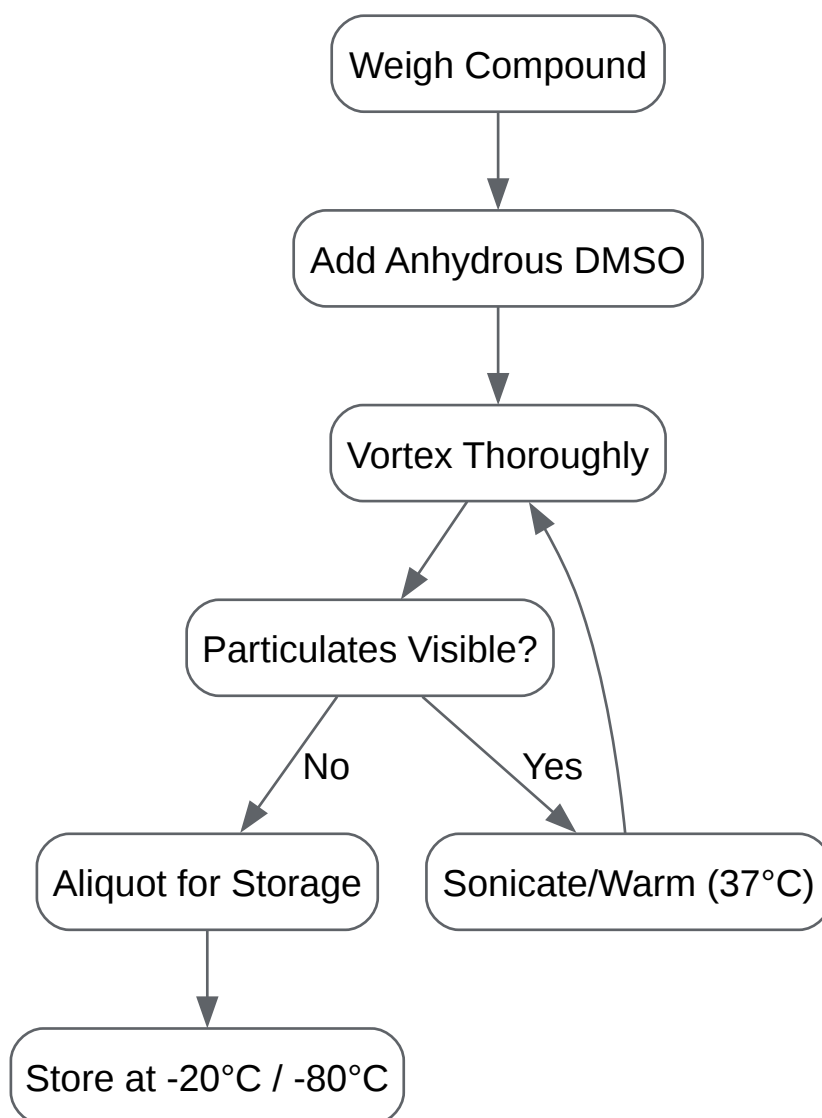 Weigh Compound
Add Anhydrous DMSO
Vortex Thoroughly
Particulates Visible?
No
Yes
Aliquot for Storage
Sonicate/Warm (37°C)
Store at -20°C / -80°C